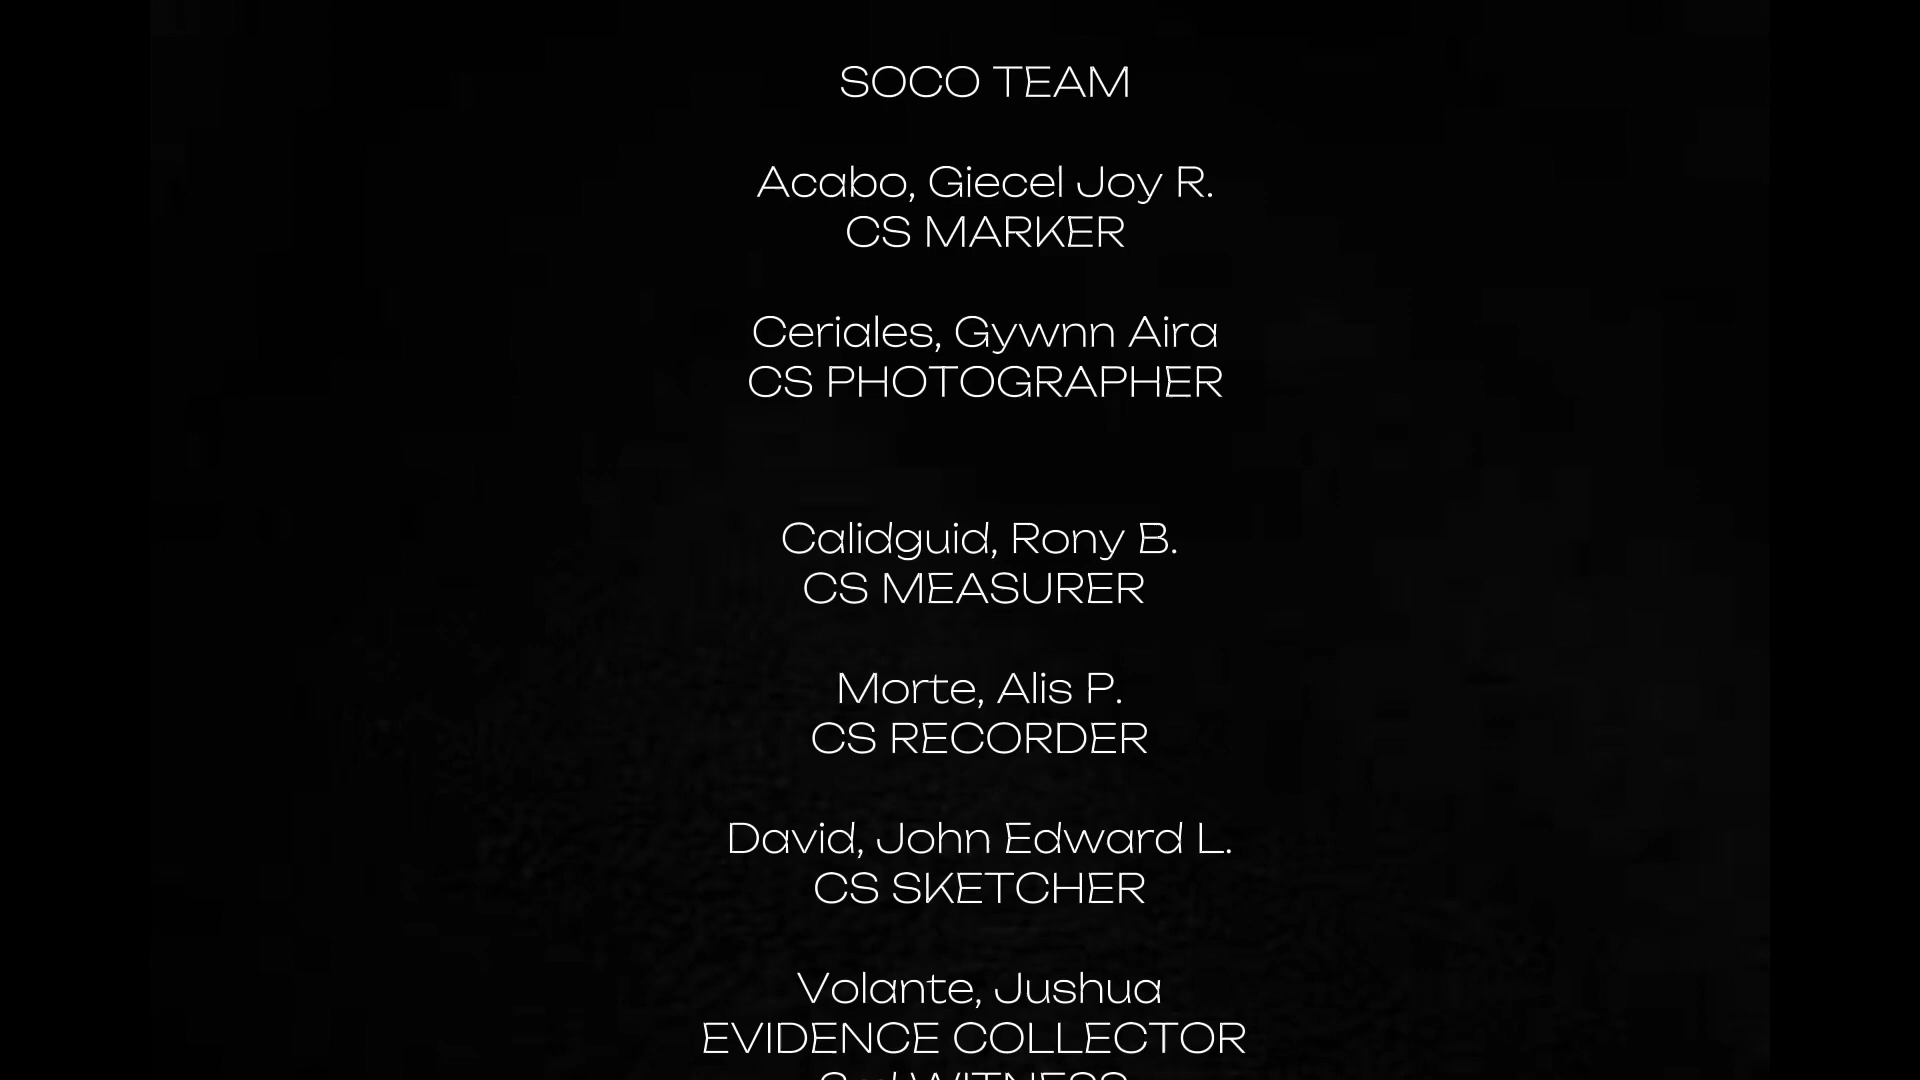 SOCO TEAM
Acabo, Giecel Joy R.
CS MARKER
Ceriales, Gywnn Aira
CS PHOTOGRAPHER
Calidguid, Rony B.
CS MEASURER
Morte, Alis P.
CS RECORDER
David, John Edward L.
CS SKETCHER
Volante, Jushua
EVIDENCE COLLECTOR
WITNESS